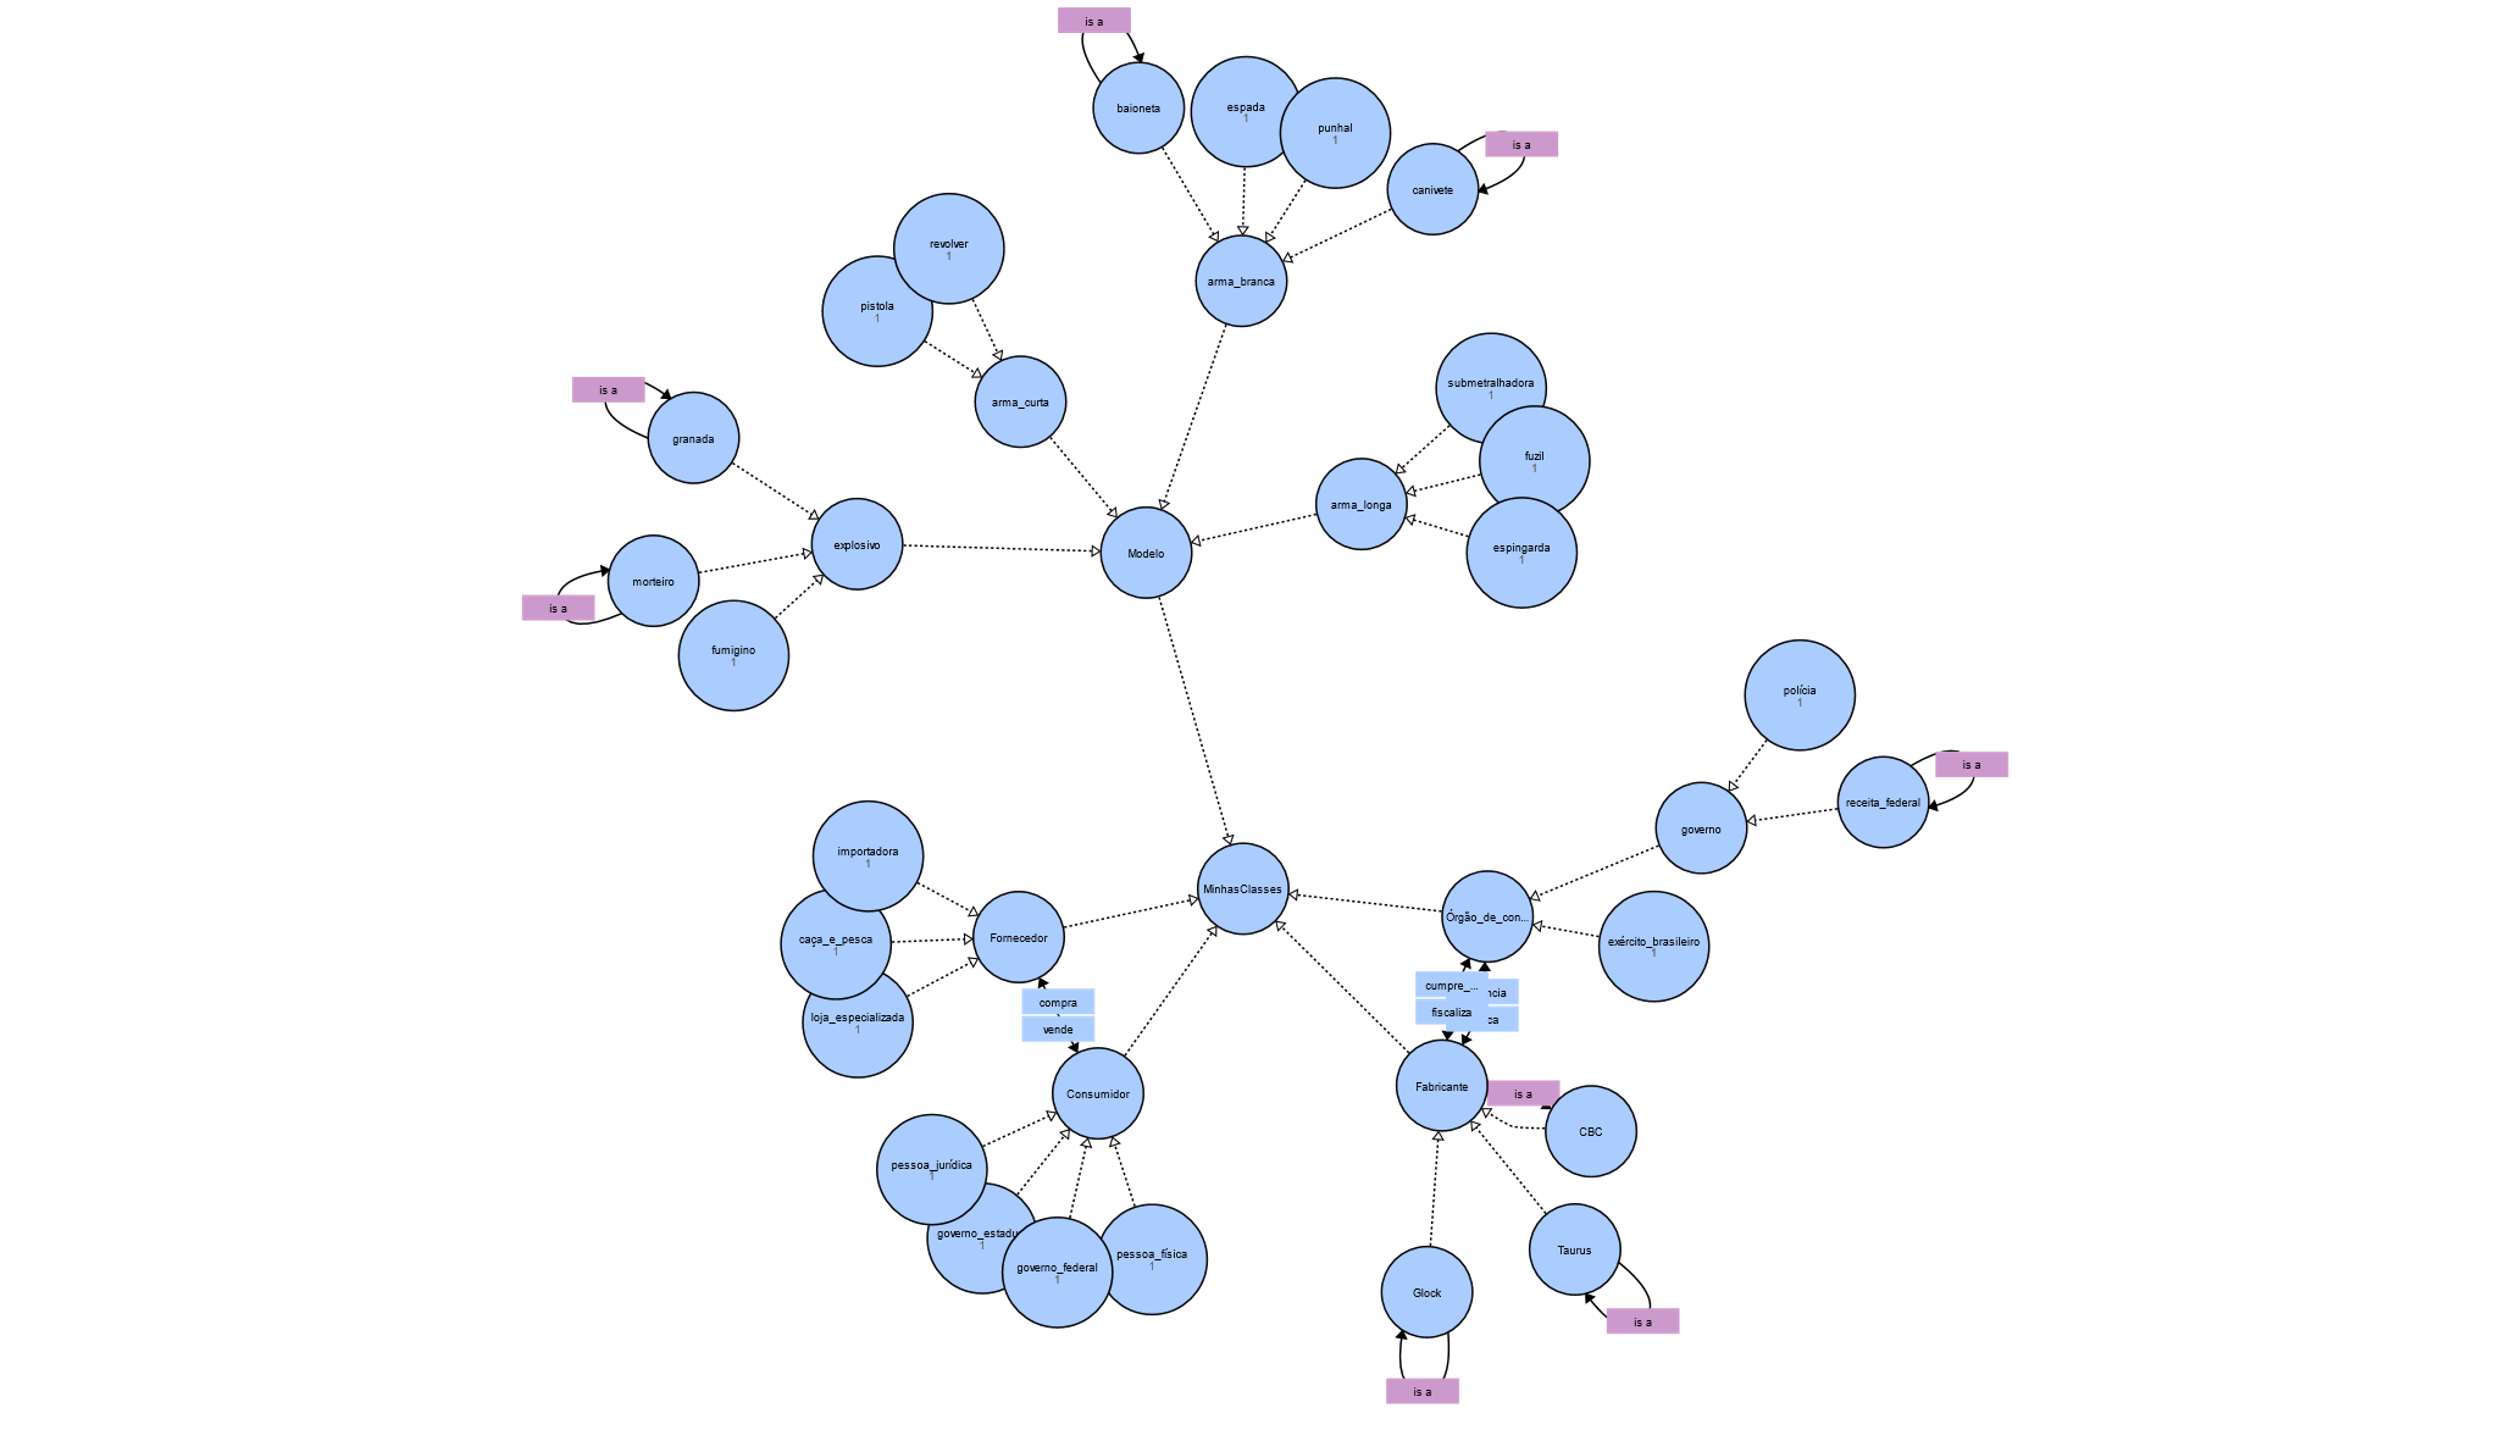 is a
baioneta
espada
1
punhal
1
is a
canivete
revolver
1
arma_branca
pistola
1
is a
arma_curta
submetralhadora
1
granada
fuzil
1
arma_longa
explosivo
Modelo
espingarda
1
morteiro
is a
fumigino
1
polícia
1
is a
receita_federal
governo
importadora
1
MinhasClasses
Órgão_de_con...
caça_e_pesca
1
Fornecedor
exército_brasileiro
1
cumpre_...
compra
fiscaliza
loja_especializada
1
vende
Fabricante
is a
Consumidor
CBC
pessoa_jurídica
1
governo_estadu
1
pessoa_física
1
governo_federal
1
Taurus
Glock
is a
is a